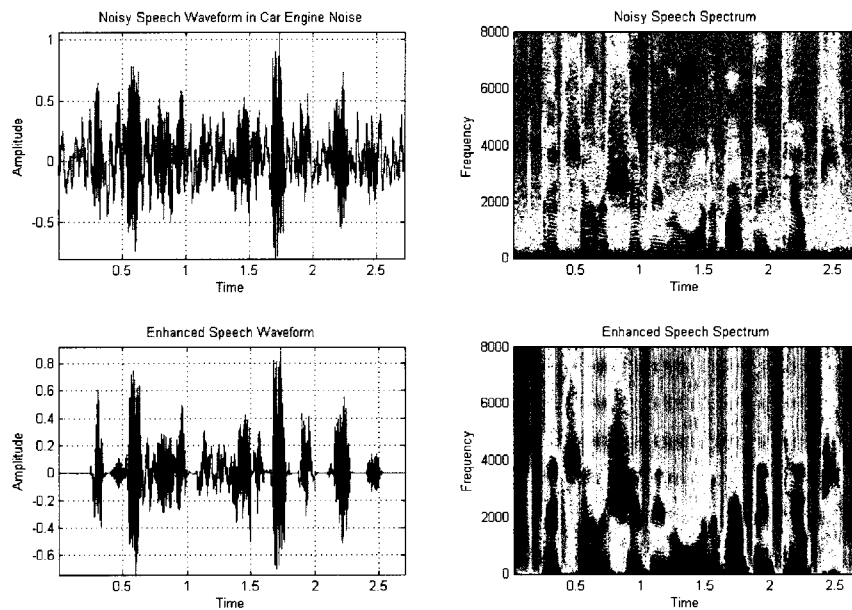 Noisy Speech Waveform in Car Engine Noise
1
0.5
0
-0.5
Amplitude
0.5 1 1.5 2 2.5
Time
Noisy Speech Spectrum
8000
6000
4000
2000
0
Frequency
0.5 1 1.5 2 2.5
Time
Enhanced Speech Waveform
0.8
0.6
0.4
0.2
0
-0.2
-0.4
-0.6
Amplitude
0.5 1 1.5 2 2.5
Time
Enhanced Speech Spectrum
8000
6000
4000
2000
0
Frequency
0.5 1 1.5 2 2.5
Time